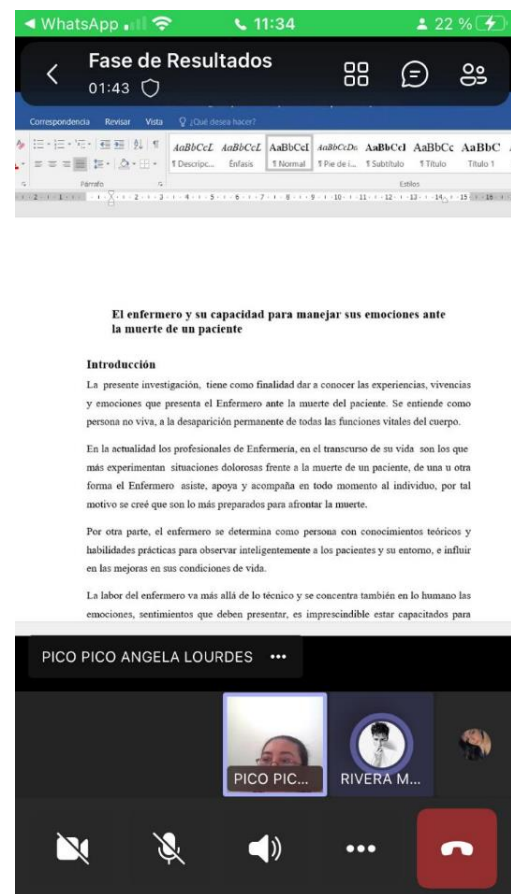 WhatsApp 11:34 22 %
Fase de Resultados
01:43
Correspondencia Revisar Vista ¿Qué desea hacer?
AaBbCcL AaBbCcL AaBbCcI AaBbCcDc AaBbCcI AaBbCc AaBbC
¶ Descripc... Énfasis ¶ Normal ¶ Pie de i... ¶ Subtítulo ¶ Título Título 1
Párrafo Estilos
El enfermero y su capacidad para manejar sus emociones ante
la muerte de un paciente
Introducción
La presente investigación, tiene como finalidad dar a conocer las experiencias, vivencias
y emociones que presenta el Enfermero ante la muerte del paciente. Se entiende como
persona no viva, a la desaparición permanente de todas las funciones vitales del cuerpo.
En la actualidad los profesionales de Enfermería, en el transcurso de su vida son los que
más experimentan situaciones dolorosas frente a la muerte de un paciente, de una u otra
forma el Enfermero asiste, apoya y acompaña en todo momento al individuo, por tal
motivo se creé que son lo más preparados para afrontar la muerte.
Por otra parte, el enfermero se determina como persona con conocimientos teóricos y
habilidades prácticas para observar inteligentemente a los pacientes y su entorno, e influir
en las mejoras en sus condiciones de vida.
La labor del enfermero va más allá de lo técnico y se concentra también en lo humano las
emociones, sentimientos que deben presentar, es imprescindible estar capacitados para
PICO PICO ANGELA LOURDES
PICO PIC...
RIVERA M...